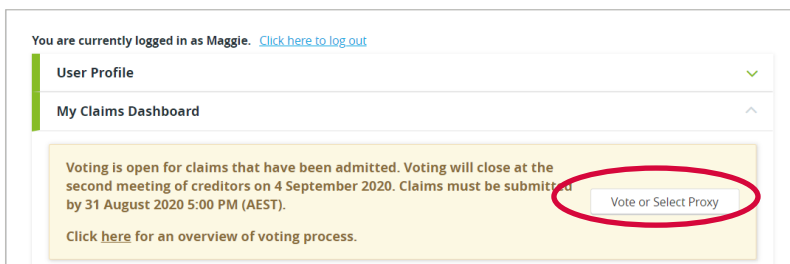 You are currently logged in as Maggie. Click here to log out
User Profile
My Claims Dashboard
Voting is open for claims that have been admitted. Voting will close at the
second meeting of creditors on 4 September 2020. Claims must be submitted
by 31 August 2020 5:00 PM (AEST).
Vote or Select Proxy
Click here for an overview of voting process.